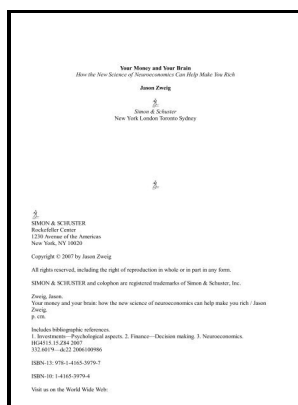 Your Money and Your Brain
How the New Science of Neuroeconomics Can Help Make You Rich
Jason Zweig
Simon & Schuster
New York London Toronto Sydney
SIMON & SCHUSTER
Rockefeller Center
1230 Avenue of the Americas
New York, NY 10020
Copyright © 2007 by Jason Zweig
All rights reserved, including the right of reproduction in whole or in part in any form.
SIMON & SCHUSTER and colophon are registered trademarks of Simon & Schuster, Inc.
Zweig, Jason.
Your money and your brain: how the new science of neuroeconomics can help make you rich / Jason
Zweig.
p. cm.
Includes bibliographic references.
1. Investments—Psychological aspects. 2. Finance—Decision making. 3. Neuroeconomics.
HG4515.15.Z84 2007
332.6019—dc22 2006100986
ISBN-13: 978-1-4165-3979-7
ISBN-10: 1-4165-3979-4
Visit us on the World Wide Web: